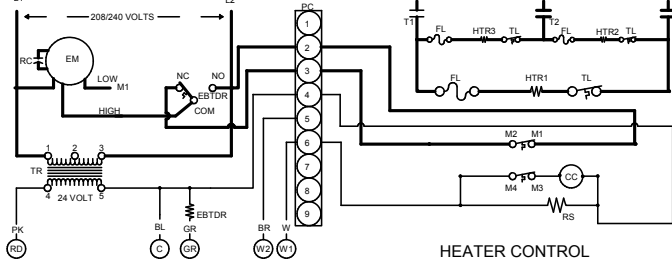 L2
208/240 VOLTS
PC
T1
T2
FL
HTR3
TL
FL
HTR2
TL
RC
EM
LOW
M1
NC
NO
EBTDR
COM
HIGH
FL
HTR1
TL
1
2
3
4
5
6
7
8
9
M2
M1
M4
M3
CC
RS
1
2
3
TR
4
24 VOLT
5
EBTDR
PK
BL
GR
BR
W
RD
C
GR
W2
W1
HEATER CONTROL